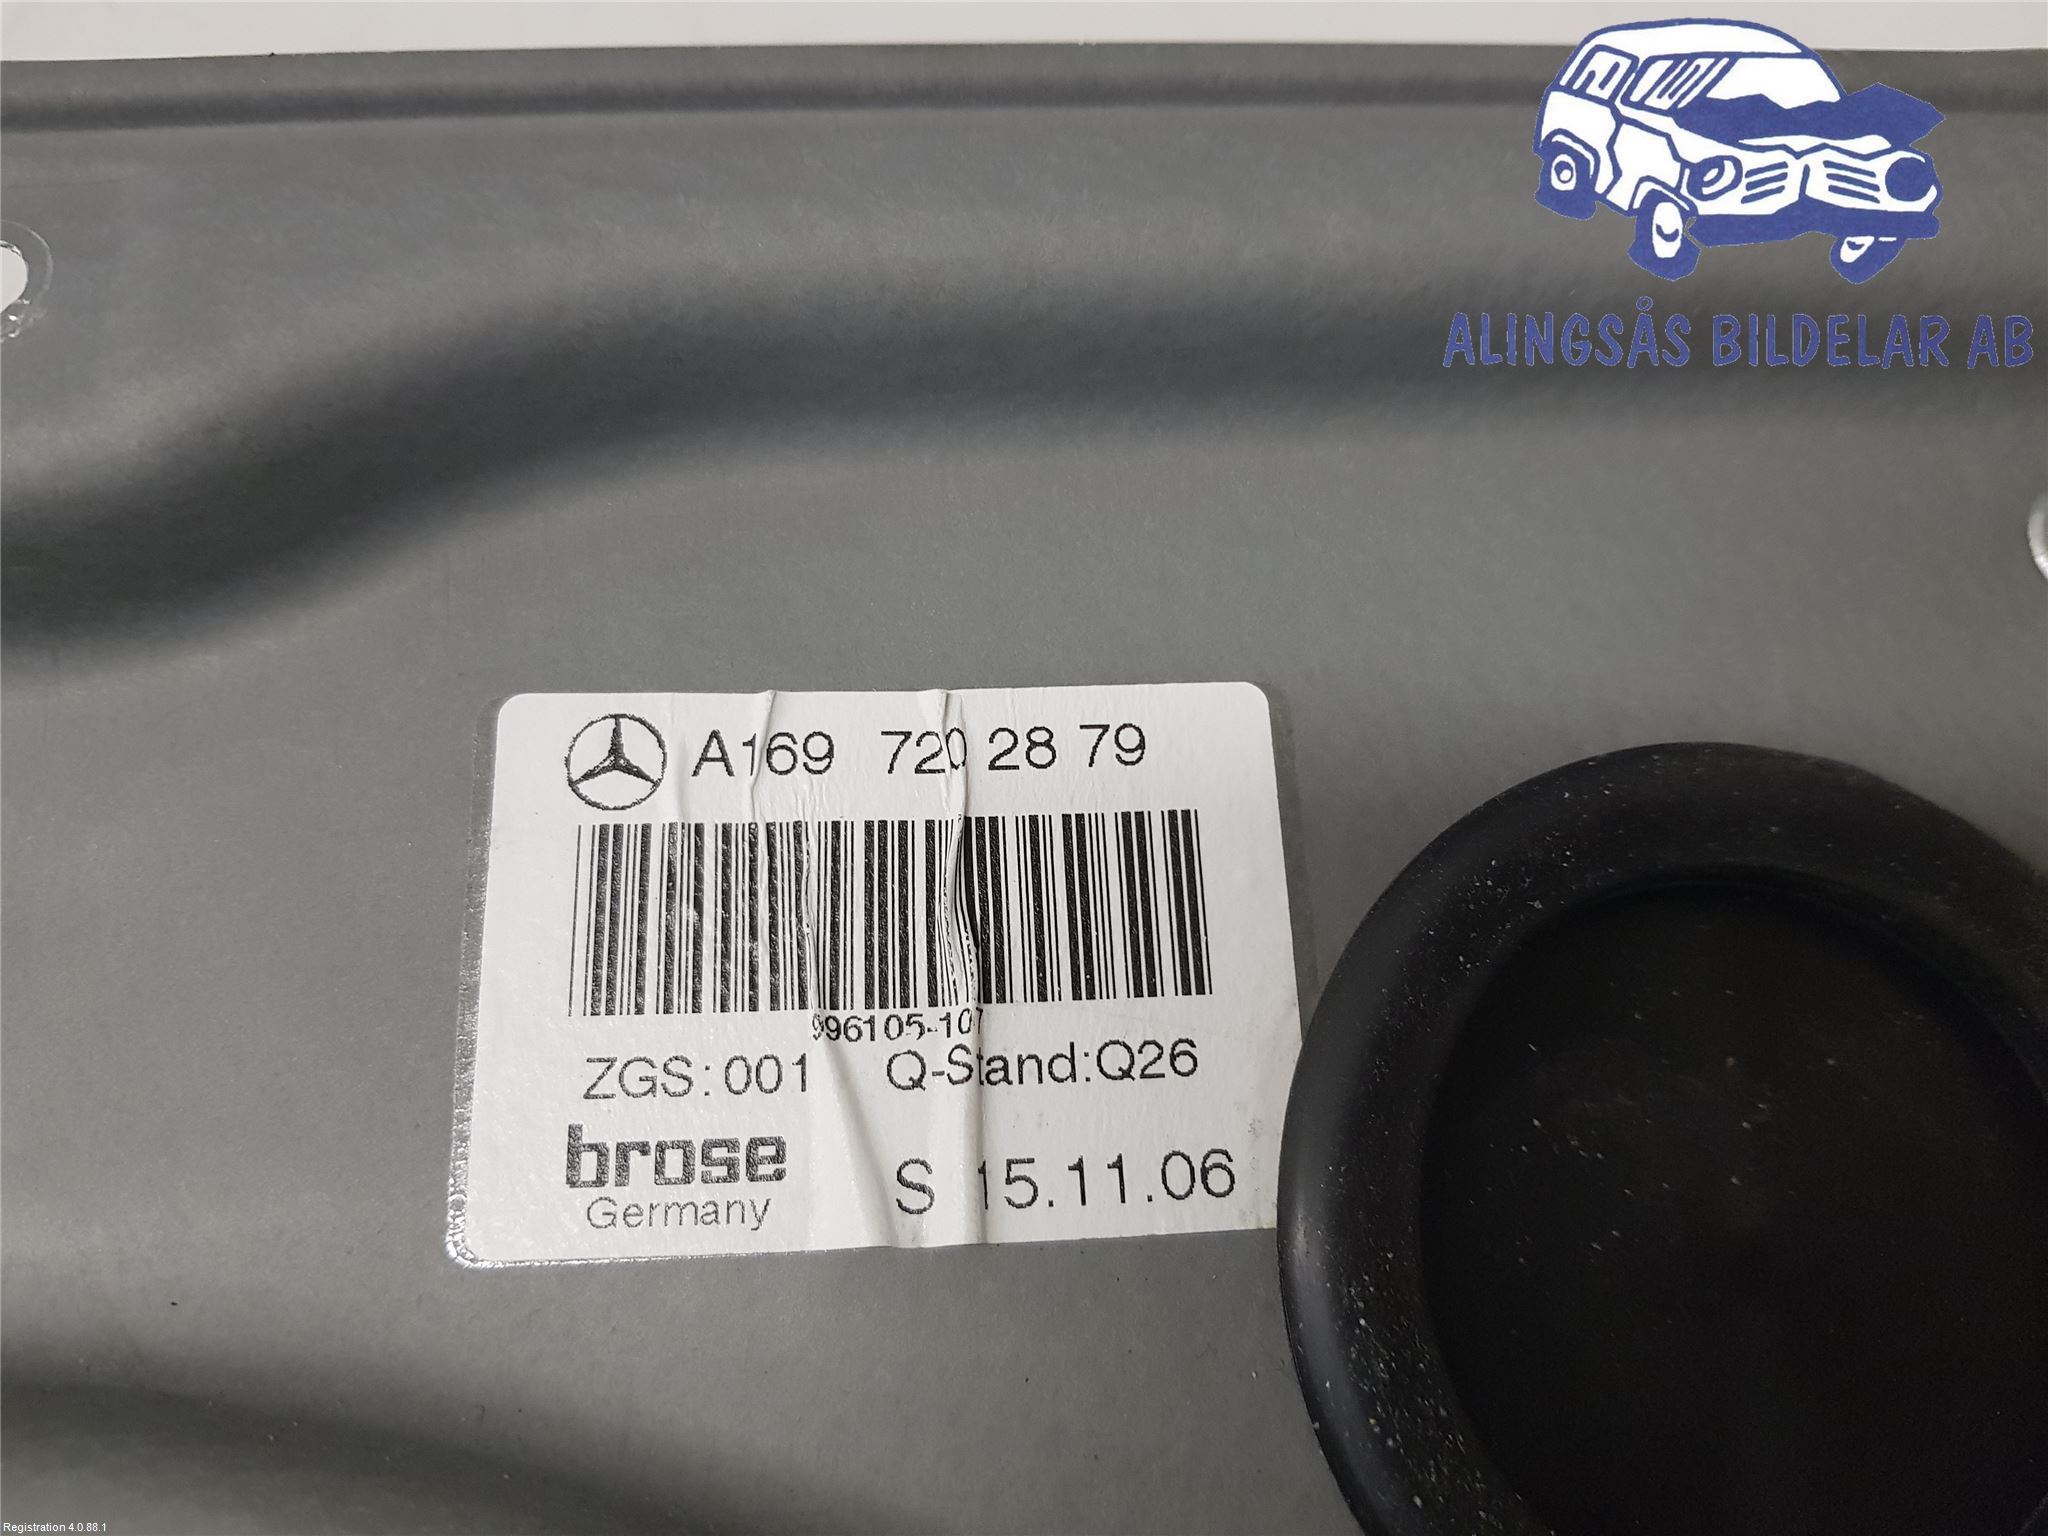 ALINGSÅS BILDELAR AB
A169 720 28 79
996105-107
ZGS:001 Q-Stand:Q26
brose
Germany
S 15.11.06
Registration 4.0.88.1